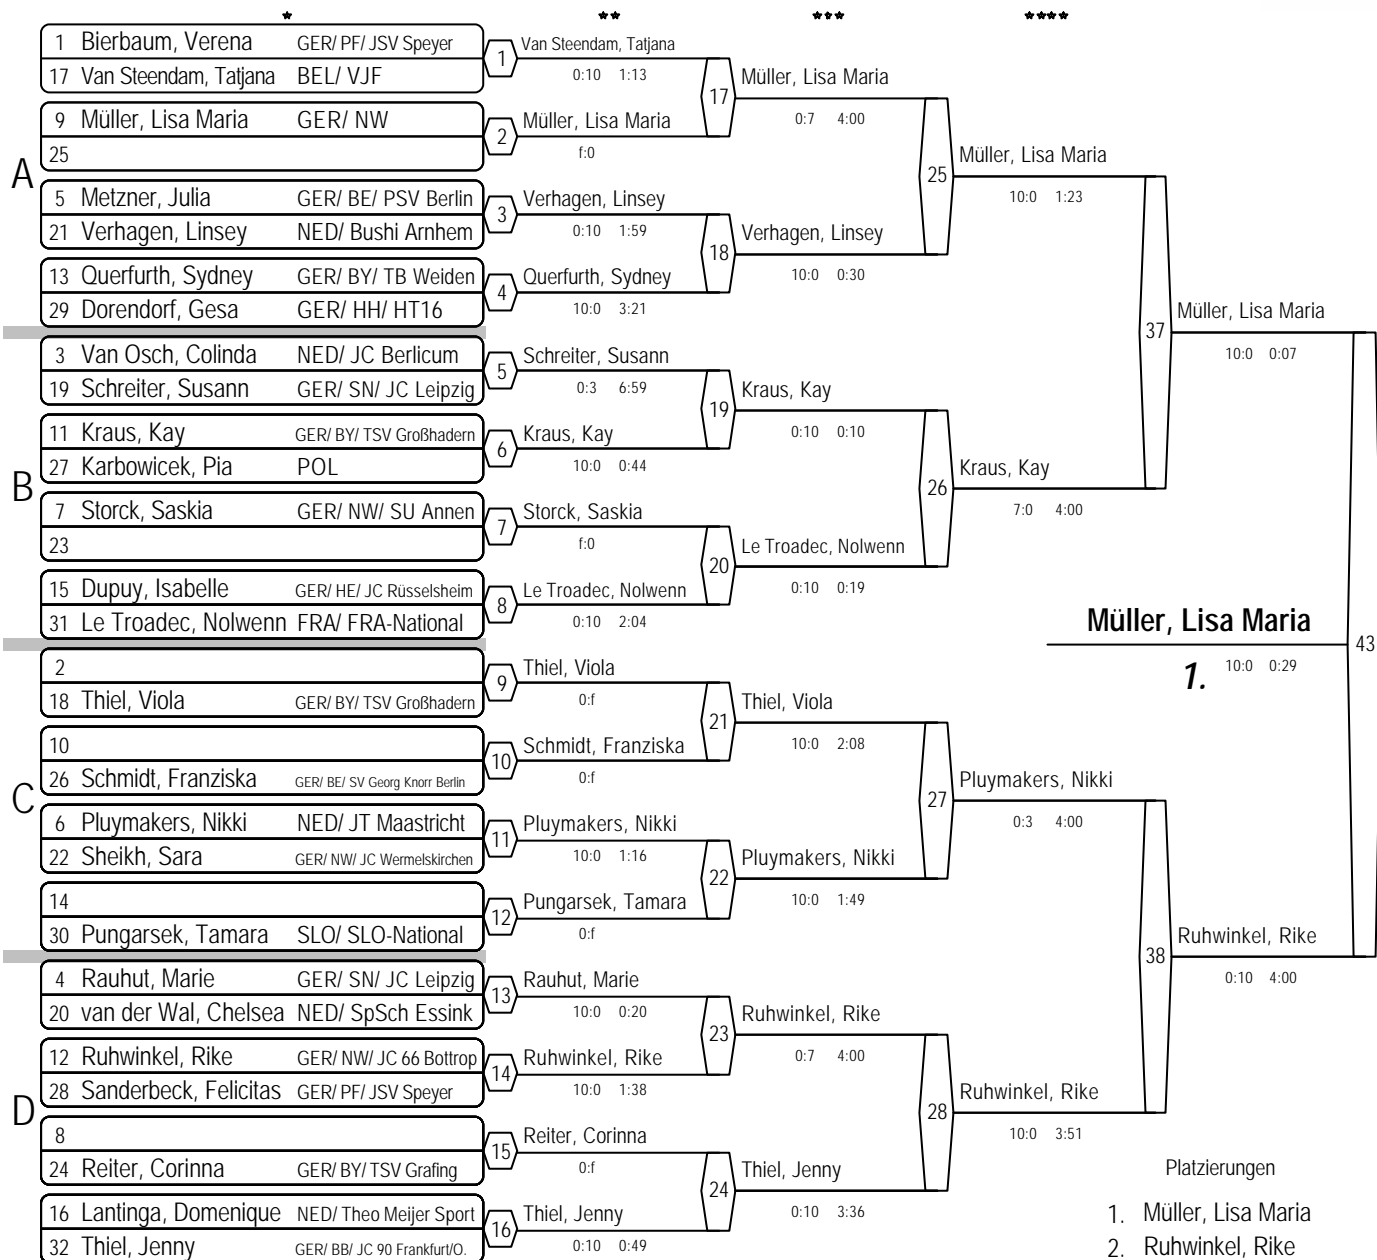 * ** *** ****
A
1 Bierbaum, Verena GER/ PF/ JSV Speyer
17 Van Steendam, Tatjana BEL/ VJF
9 Müller, Lisa Maria GER/ NW
25
5 Metzner, Julia GER/ BE/ PSV Berlin
21 Verhagen, Linsey NED/ Bushi Arnhem
13 Querfurth, Sydney GER/ BY/ TB Weiden
29 Dorendorf, Gesa GER/ HH/ HT16
B
3 Van Osch, Colinda NED/ JC Berlicum
19 Schreiter, Susann GER/ SN/ JC Leipzig
11 Kraus, Kay GER/ BY/ TSV Großhadern
27 Karbowicek, Pia POL
7 Storck, Saskia GER/ NW/ SU Annen
23
15 Dupuy, Isabelle GER/ HE/ JC Rüsselsheim
31 Le Troadec, Nolwenn FRA/ FRA-National
C
2
18 Thiel, Viola GER/ BY/ TSV Großhadern
10
26 Schmidt, Franziska GER/ BE/ SV Georg Knorr Berlin
6 Pluymakers, Nikki NED/ JT Maastricht
22 Sheikh, Sara GER/ NW/ JC Wermelskirchen
14
30 Pungarsek, Tamara SLO/ SLO-National
D
4 Rauhut, Marie GER/ SN/ JC Leipzig
20 van der Wal, Chelsea NED/ SpSch Essink
12 Ruhwinkel, Rike GER/ NW/ JC 66 Bottrop
28 Sanderbeck, Felicitas GER/ PF/ JSV Speyer
8
24 Reiter, Corinna GER/ BY/ TSV Grafing
16 Lantinga, Domenique NED/ Theo Meijer Sport
32 Thiel, Jenny GER/ BB/ JC 90 Frankfurt/O.
1 Van Steendam, Tatjana
0:10 1:13
2 Müller, Lisa Maria
f:0
3 Verhagen, Linsey
0:10 1:59
4 Querfurth, Sydney
10:0 3:21
5 Schreiter, Susann
0:3 6:59
6 Kraus, Kay
10:0 0:44
7 Storck, Saskia
f:0
8 Le Troadec, Nolwenn
0:10 2:04
9 Thiel, Viola
0:f
10 Schmidt, Franziska
0:f
11 Pluymakers, Nikki
10:0 1:16
12 Pungarsek, Tamara
0:f
13 Rauhut, Marie
10:0 0:20
14 Ruhwinkel, Rike
10:0 1:38
15 Reiter, Corinna
0:f
16 Thiel, Jenny
0:10 0:49
17 Müller, Lisa Maria
0:7 4:00
18 Verhagen, Linsey
10:0 0:30
19 Kraus, Kay
0:10 0:10
20 Le Troadec, Nolwenn
0:10 0:19
21 Thiel, Viola
10:0 2:08
22 Pluymakers, Nikki
10:0 1:49
23 Ruhwinkel, Rike
0:7 4:00
24 Thiel, Jenny
0:10 3:36
25 Müller, Lisa Maria
10:0 1:23
26 Kraus, Kay
7:0 4:00
27 Pluymakers, Nikki
0:3 4:00
28 Ruhwinkel, Rike
10:0 3:51
37 Müller, Lisa Maria
10:0 0:07
38 Ruhwinkel, Rike
0:10 4:00
Müller, Lisa Maria
43
1. 10:0 0:29
Platzierungen
1. Müller, Lisa Maria
2. Ruhwinkel, Rike